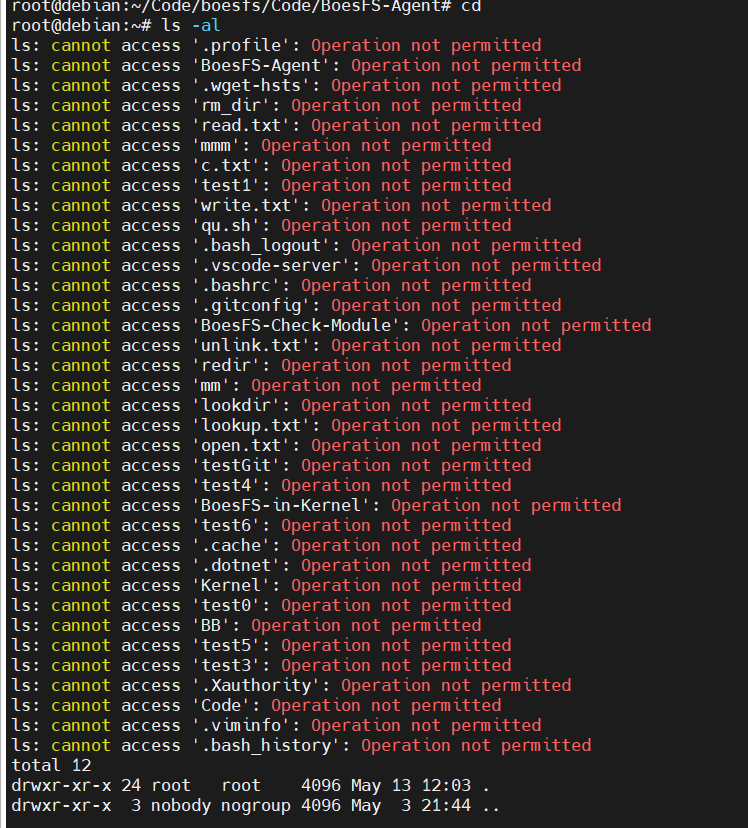 root@debian:~/Code/boesfs/Code/BoesFS-Agent# cd
root@debian:~# ls -al
ls: cannot access '.profile': Operation not permitted
ls: cannot access 'BoesFS-Agent': Operation not permitted
ls: cannot access '.wget-hsts': Operation not permitted
ls: cannot access 'rm_dir': Operation not permitted
ls: cannot access 'read.txt': Operation not permitted
ls: cannot access 'mmm': Operation not permitted
ls: cannot access 'c.txt': Operation not permitted
ls: cannot access 'test1': Operation not permitted
ls: cannot access 'write.txt': Operation not permitted
ls: cannot access 'qu.sh': Operation not permitted
ls: cannot access '.bash_logout': Operation not permitted
ls: cannot access '.vscode-server': Operation not permitted
ls: cannot access '.bashrc': Operation not permitted
ls: cannot access '.gitconfig': Operation not permitted
ls: cannot access 'BoesFS-Check-Module': Operation not permitted
ls: cannot access 'unlink.txt': Operation not permitted
ls: cannot access 'redir': Operation not permitted
ls: cannot access 'mm': Operation not permitted
ls: cannot access 'lookdir': Operation not permitted
ls: cannot access 'lookup.txt': Operation not permitted
ls: cannot access 'open.txt': Operation not permitted
ls: cannot access 'testGit': Operation not permitted
ls: cannot access 'test4': Operation not permitted
ls: cannot access 'BoesFS-in-Kernel': Operation not permitted
ls: cannot access 'test6': Operation not permitted
ls: cannot access '.cache': Operation not permitted
ls: cannot access '.dotnet': Operation not permitted
ls: cannot access 'Kernel': Operation not permitted
ls: cannot access 'test0': Operation not permitted
ls: cannot access 'BB': Operation not permitted
ls: cannot access 'test5': Operation not permitted
ls: cannot access 'test3': Operation not permitted
ls: cannot access '.Xauthority': Operation not permitted
ls: cannot access 'Code': Operation not permitted
ls: cannot access '.viminfo': Operation not permitted
ls: cannot access '.bash_history': Operation not permitted
total 12
drwxr-xr-x 24 root   root    4096 May 13 12:03 .
drwxr-xr-x  3 nobody nogroup 4096 May  3 21:44 ..